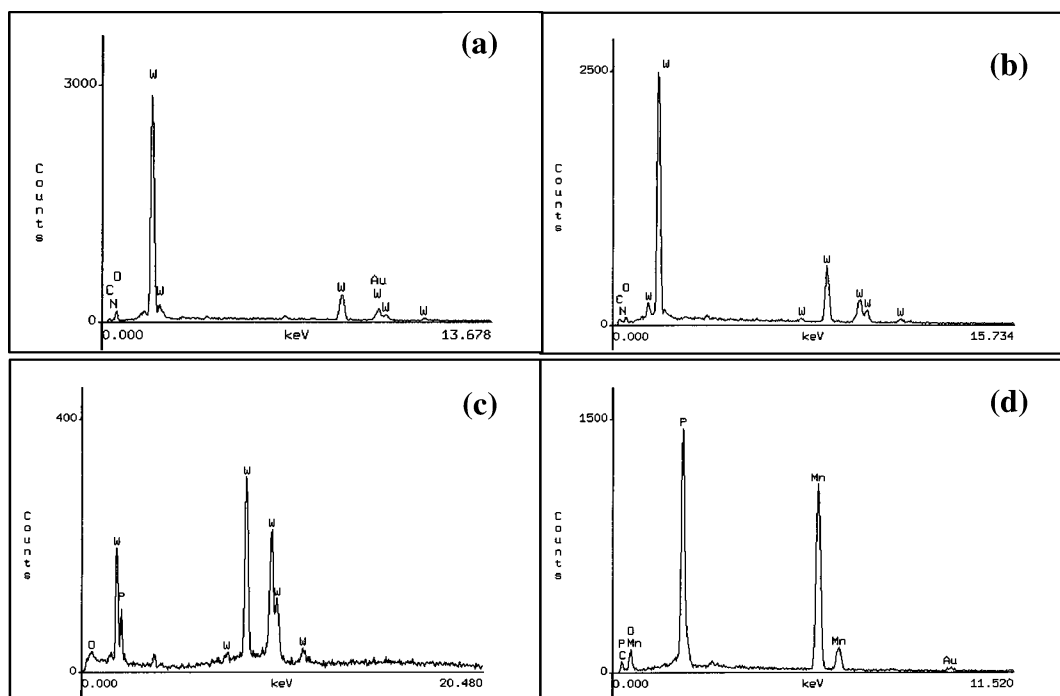 (a)
W
3000
Counts
C
O
N
W
W
Au
W
W
W
0
0.000
keV
13.678
(b)
W
2500
Counts
C
O
N
W
W
W
W
W
W
0
0.000
keV
15.734
(c)
400
Counts
W
P
O
W
W
W
W
W
0
0.000
keV
20.480
(d)
1500
P
Counts
Mn
P
O
C
Mn
Mn
Au
0
0.000
keV
11.520